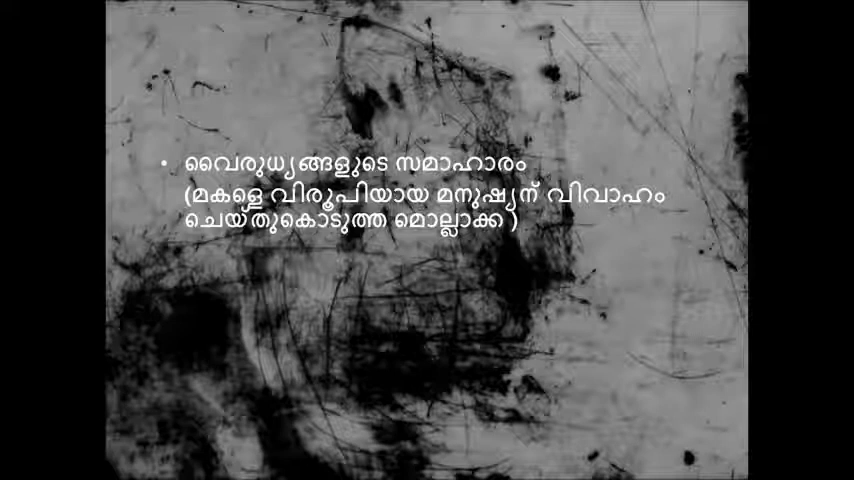 • വൈരുധ്യങ്ങളുടെ സമാഹാരം
(മകളെ വിരൂപിയായ മനുഷ്യന് വിവാഹം
ചെയ്തുകൊടുത്ത മൊല്ലാക്ക )